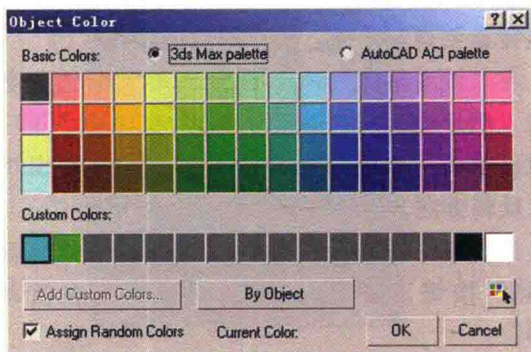 Object Color
Basic Colors: 3ds Max palette AutoCAD ACI palette
Custom Colors:
Add Custom Colors... By Object
Assign Random Colors Current Color: OK Cancel